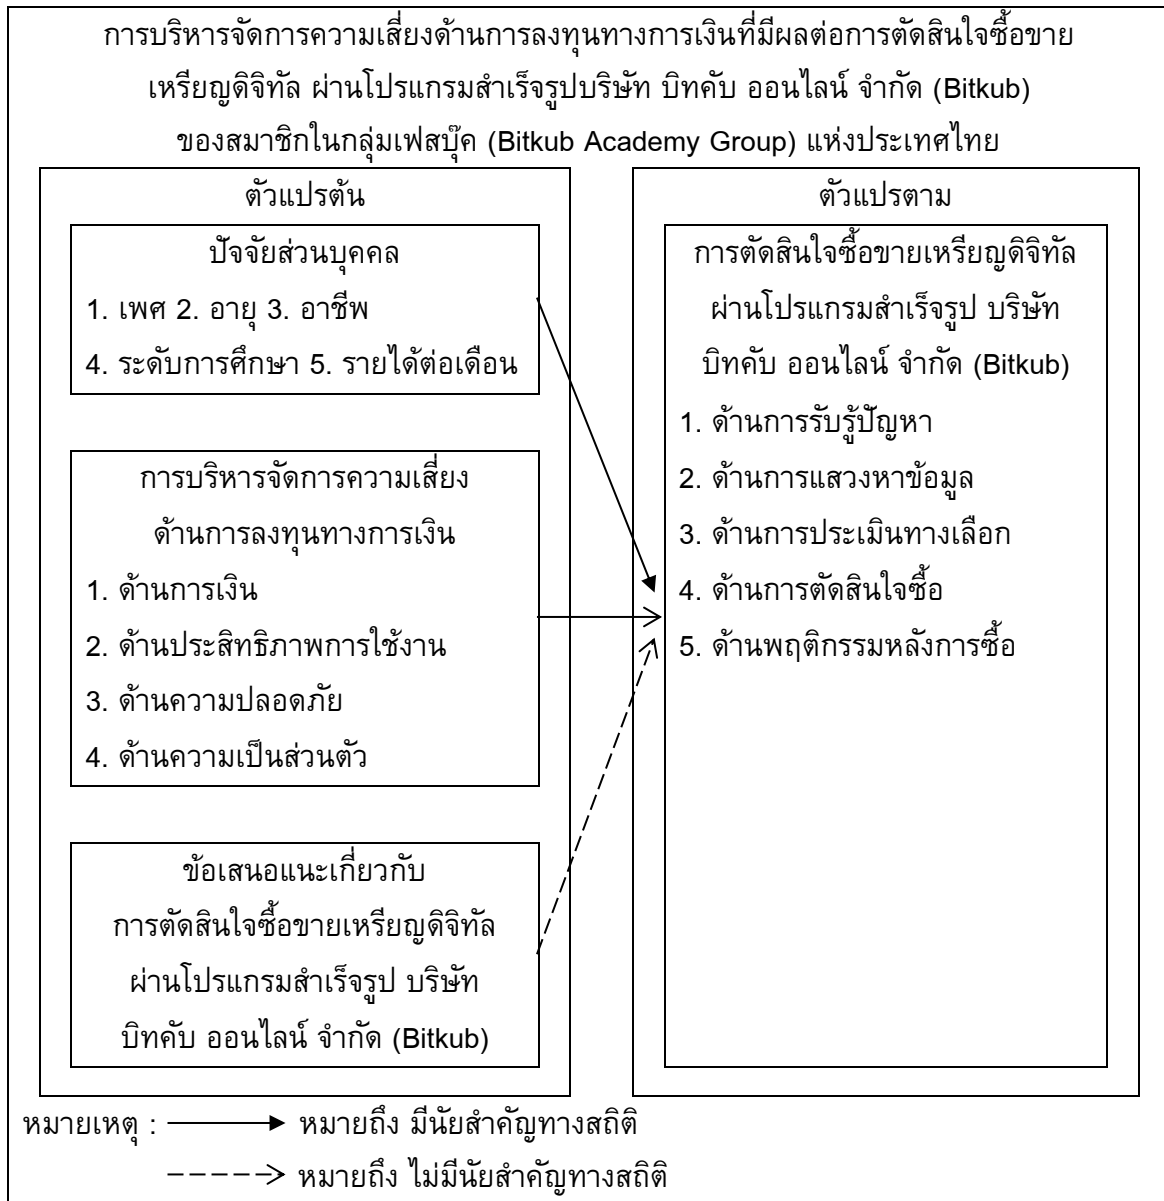 การบริหารจัดการความเสี่ยงด้านการลงทุนทางการเงินที่มีผลต่อการตัดสินใจซื้อขาย
เหรียญดิจิทัล ผ่านโปรแกรมสำเร็จรูปบริษัท บิทคับ ออนไลน์ จำกัด (Bitkub)
ของสมาชิกในกลุ่มเฟสบุ๊ค (Bitkub Academy Group) แห่งประเทศไทย
ตัวแปรต้น
ปัจจัยส่วนบุคคล
1. เพศ 2. อายุ 3. อาชีพ
4. ระดับการศึกษา 5. รายได้ต่อเดือน
การบริหารจัดการความเสี่ยง
ด้านการลงทุนทางการเงิน
1. ด้านการเงิน
2. ด้านประสิทธิภาพการใช้งาน
3. ด้านความปลอดภัย
4. ด้านความเป็นส่วนตัว
ข้อเสนอแนะเกี่ยวกับ
การตัดสินใจซื้อขายเหรียญดิจิทัล
ผ่านโปรแกรมสำเร็จรูป บริษัท
บิทคับ ออนไลน์ จำกัด (Bitkub)
ตัวแปรตาม
การตัดสินใจซื้อขายเหรียญดิจิทัล
ผ่านโปรแกรมสำเร็จรูป บริษัท
บิทคับ ออนไลน์ จำกัด (Bitkub)
1. ด้านการรับรู้ปัญหา
2. ด้านการแสวงหาข้อมูล
3. ด้านการประเมินทางเลือก
4. ด้านการตัดสินใจซื้อ
5. ด้านพฤติกรรมหลังการซื้อ
หมายเหตุ : หมายถึง มีนัยสำคัญทางสถิติ
หมายถึง ไม่มีนัยสำคัญทางสถิติ